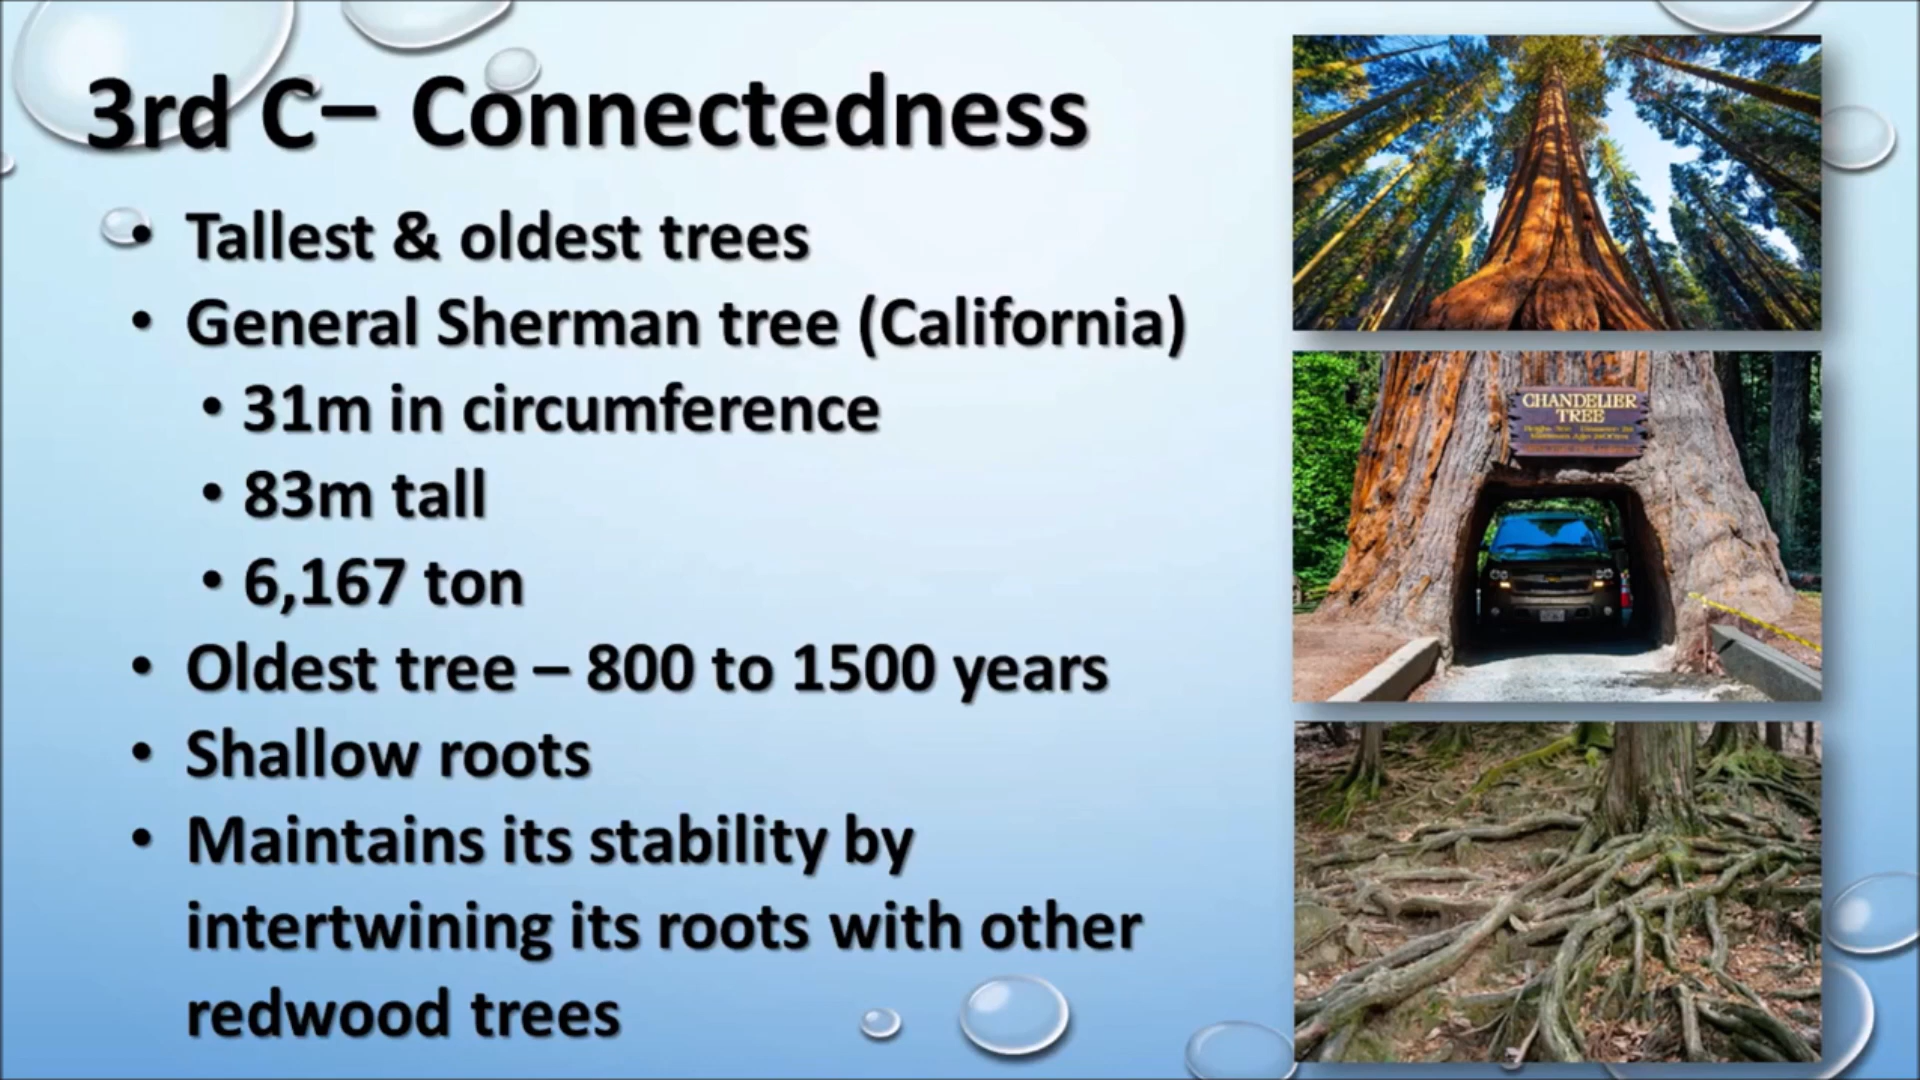 3rd C– Connectedness
• Tallest & oldest trees
• General Sherman tree (California)
• 31m in circumference
• 83m tall
• 6,167 ton
• Oldest tree – 800 to 1500 years
• Shallow roots
• Maintains its stability by
intertwining its roots with other
redwood trees
CHANDELIER
TREE